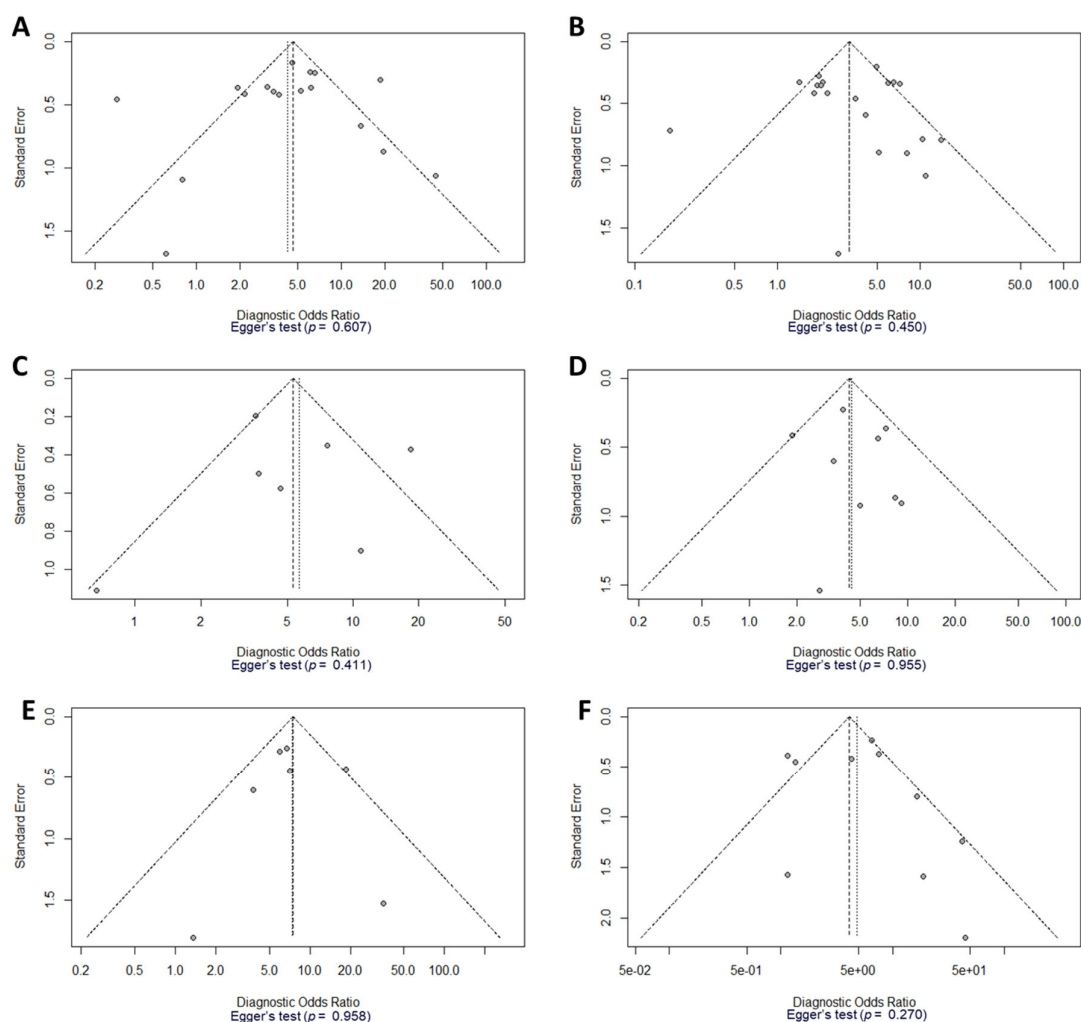 A
0.0
0.5
1.0
1.5
Standard Error
0.2 0.5 1.0 2.0 5.0 10.0 20.0 50.0 100.0
Diagnostic Odds Ratio
Egger's test (p = 0.607)
B
0.0
0.5
1.0
1.5
Standard Error
0.1 0.5 1.0 5.0 10.0 50.0 100.0
Diagnostic Odds Ratio
Egger's test (p = 0.450)
C
0.0
0.2
0.4
0.6
0.8
1.0
Standard Error
1 2 5 10 20 50
Diagnostic Odds Ratio
Egger's test (p = 0.411)
D
0.0
0.5
1.0
1.5
Standard Error
0.2 0.5 1.0 2.0 5.0 10.0 20.0 50.0 100.0
Diagnostic Odds Ratio
Egger's test (p = 0.955)
E
0.0
0.5
1.0
1.5
Standard Error
0.2 0.5 1.0 2.0 5.0 10.0 20.0 50.0 100.0
Diagnostic Odds Ratio
Egger's test (p = 0.958)
F
0.0
0.5
1.0
1.5
2.0
Standard Error
5e-02 5e-01 5e+00 5e+01
Diagnostic Odds Ratio
Egger's test (p = 0.270)